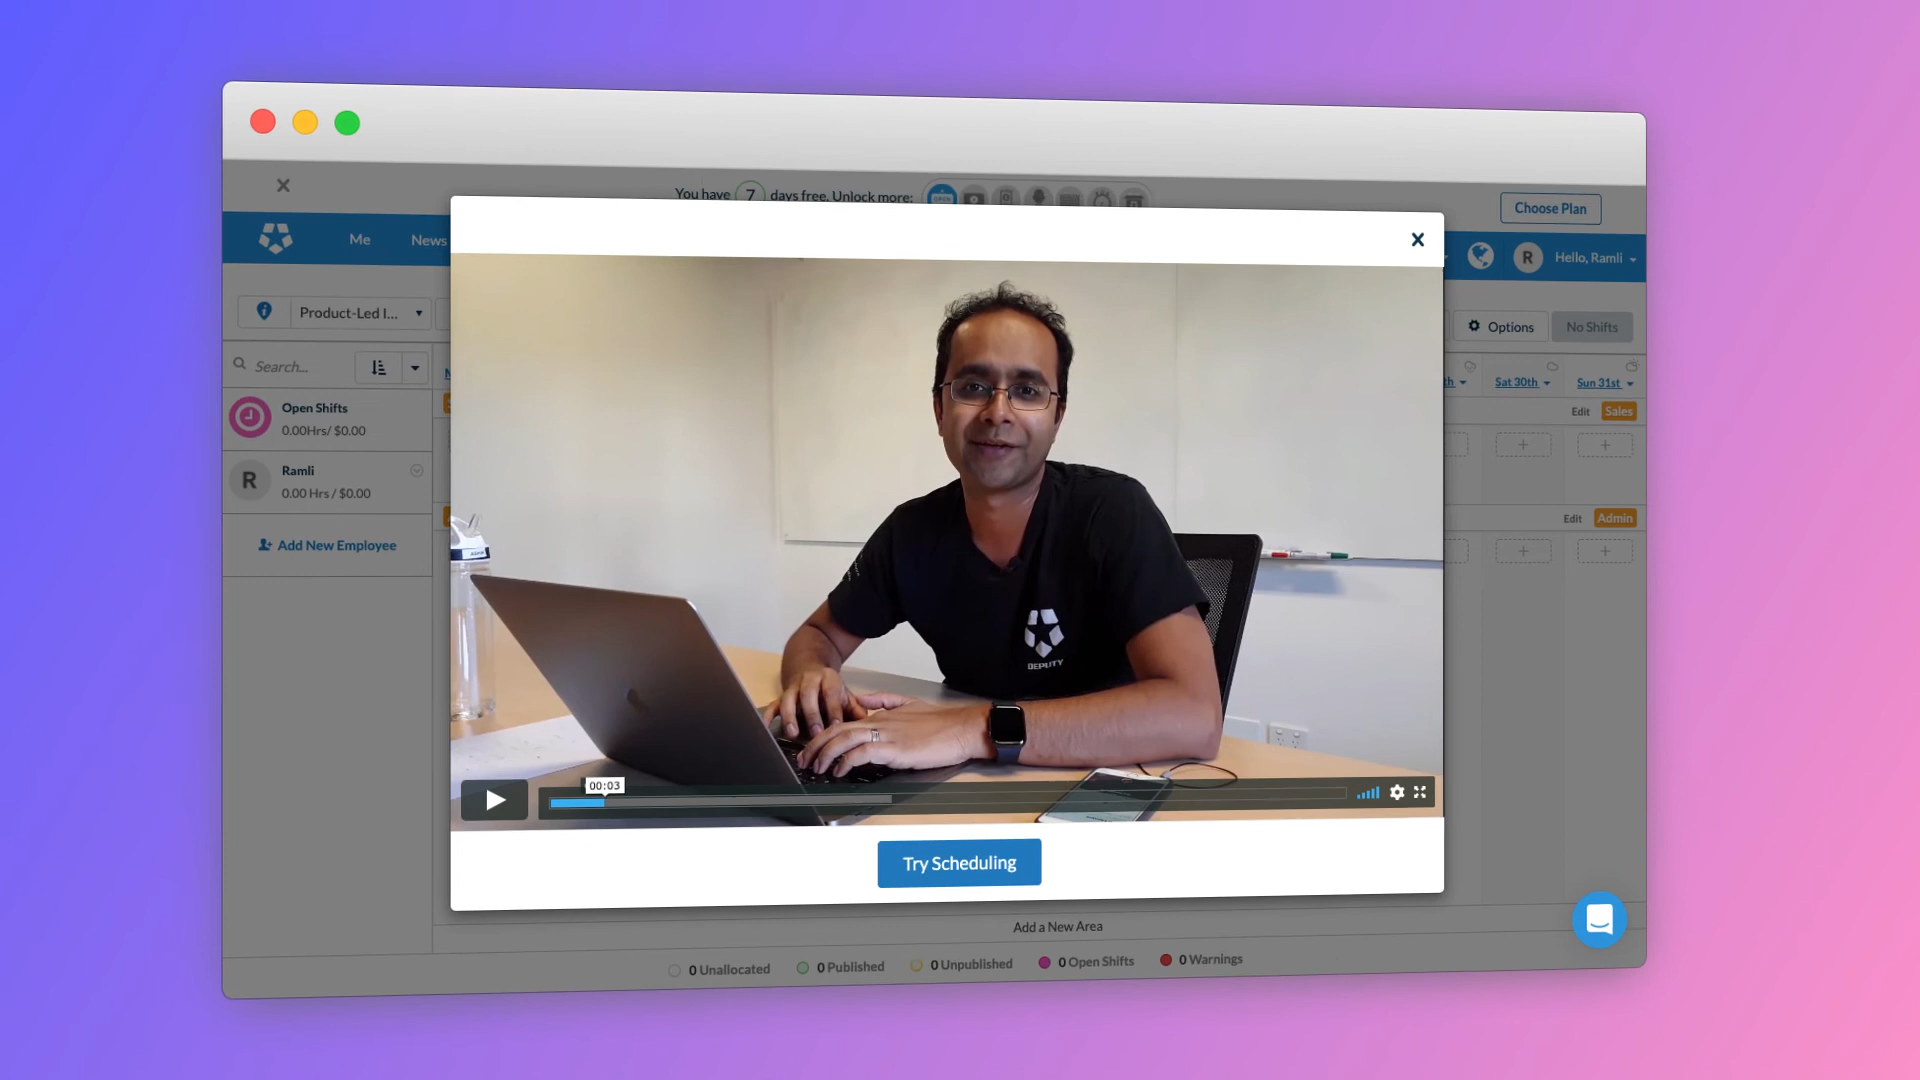 You have 7 days free. Unlock more:
Choose Plan
Me
News
R
Hello, Ramli
Product-Led I...
Options
No Shifts
Search...
Sat 30th
Sun 31st
Open Shifts
0.00Hrs/ $0.00
Edit
Sales
R
Ramli
0.00 Hrs / $0.00
Edit
Admin
Add New Employee
DEPUTY
00:03
Try Scheduling
Add a New Area
0 Unallocated
0 Published
0 Unpublished
0 Open Shifts
0 Warnings